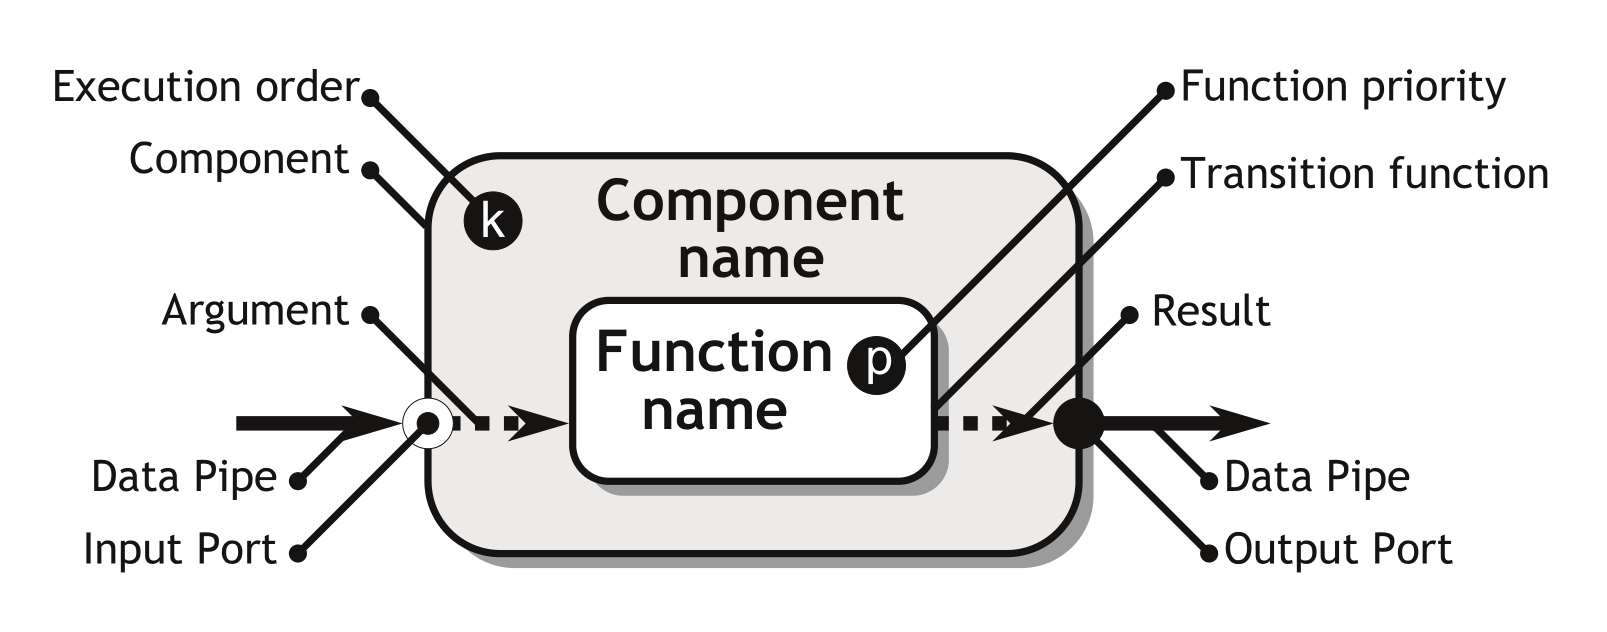 Execution order
Function priority
Component
Transition function
k
Component
name
Argument
Result
Function
p
name
Data Pipe
Data Pipe
Input Port
Output Port